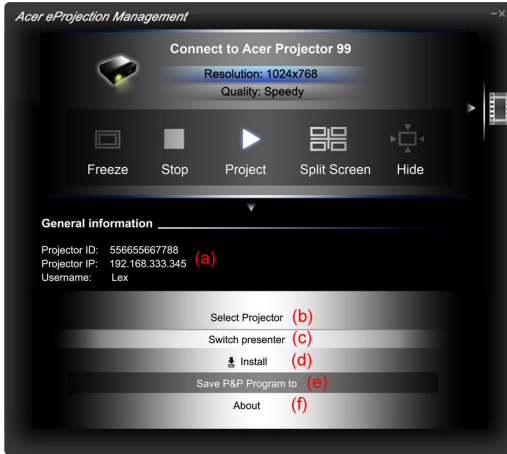 Acer eProjection Management
Connect to Acer Projector 99
Resolution: 1024x768
Quality: Speedy
Freeze Stop Project Split Screen Hide
General information
Projector ID: 556655667788
Projector IP: 192.168.333.345 (a)
Username: Lex
Select Projector (b)
Switch presenter (c)
Install (d)
Save P&P Program to (e)
About (f)